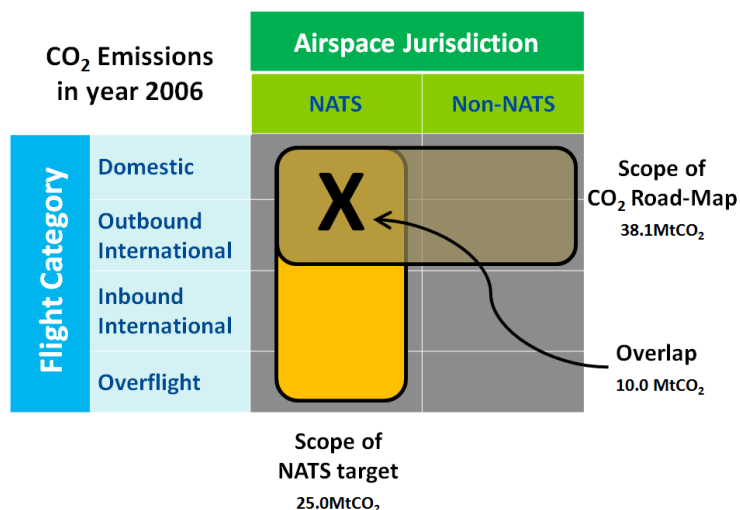 CO₂ Emissions
in year 2006
Airspace Jurisdiction
NATS
Non-NATS
Flight Category
Domestic
Outbound
International
Inbound
International
Overflight
X
Scope of
CO₂ Road-Map
38.1MtCO₂
Overlap
10.0 MtCO₂
Scope of
NATS target
25.0MtCO₂